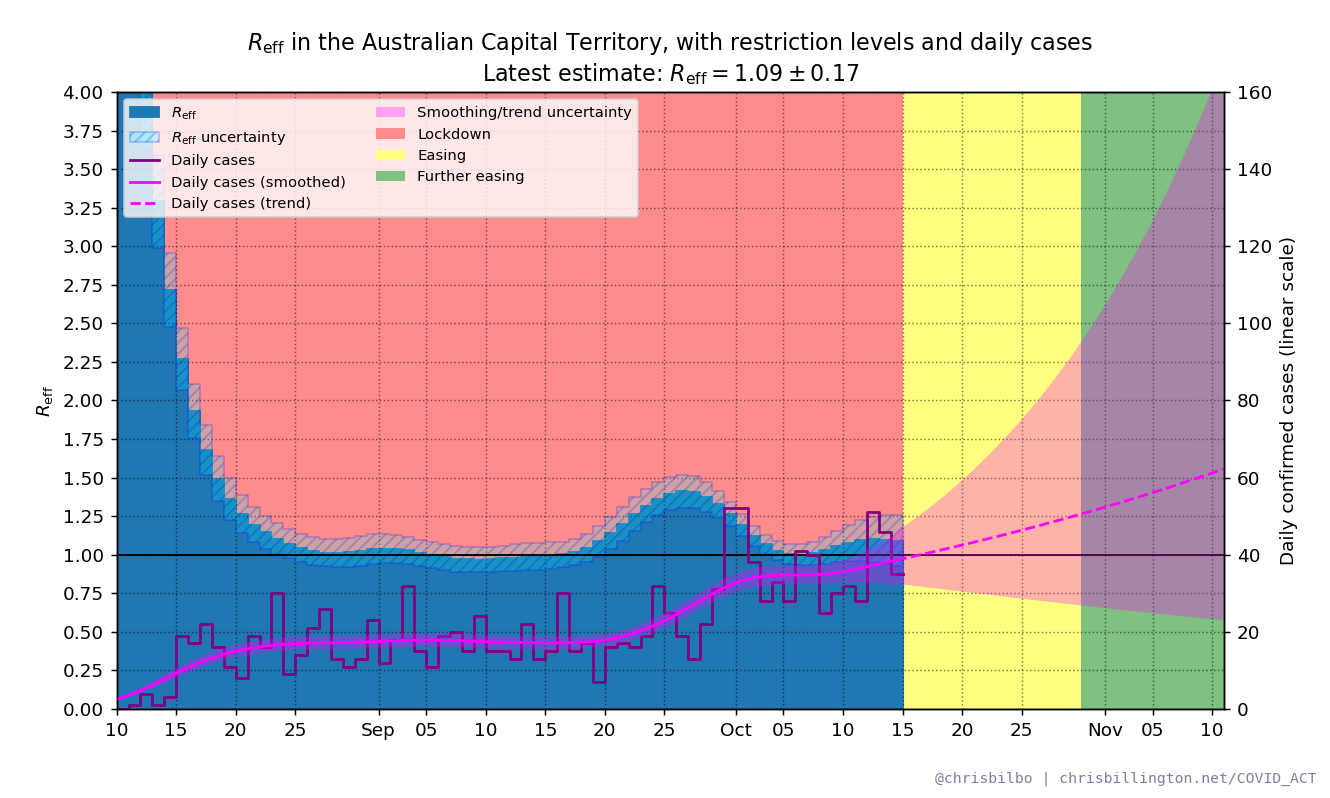 Reff in the Australian Capital Territory, with restriction levels and daily cases
Latest estimate: Reff = 1.09 ± 0.17
Reff
Reff uncertainty
Daily cases
Daily cases (smoothed)
Daily cases (trend)
Smoothing/trend uncertainty
Lockdown
Easing
Further easing
Reff
4.00
3.75
3.50
3.25
3.00
2.75
2.50
2.25
2.00
1.75
1.50
1.25
1.00
0.75
0.50
0.25
0.00
160
140
120
100
80
60
40
20
0
Daily confirmed cases (linear scale)
10 15 20 25 Sep 05 10 15 20 25 Oct 05 10 15 20 25 Nov 05 10
@chrisbilbo | chrisbillington.net/COVID_ACT